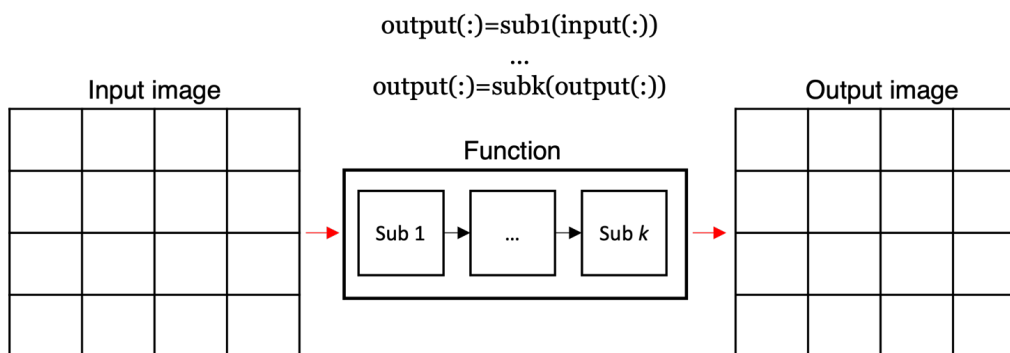 output(:)=sub1(input(:))
...
output(:)=subk(output(:))
Input image
Output image
Function
Sub 1
...
Sub k